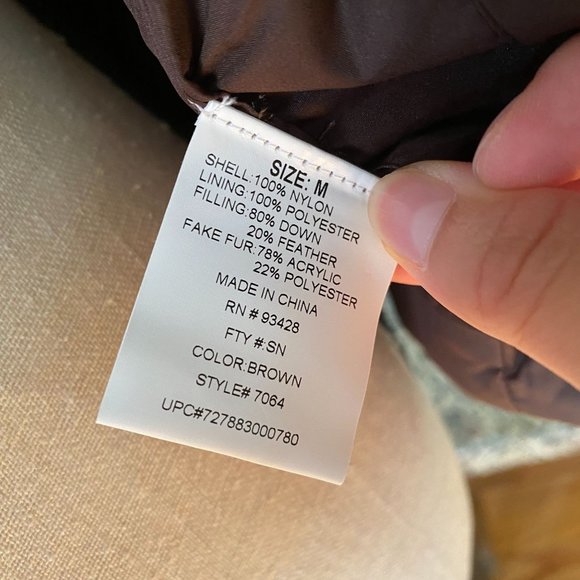 SIZE: M
SHELL:100% NYLON
LINING:100% POLYESTER
FILLING:80% DOWN
20% FEATHER
FAKE FUR:78% ACRYLIC
22% POLYESTER
MADE IN CHINA
RN # 93428
FTY #:SN
COLOR:BROWN
STYLE# 7064
UPC#727883000780